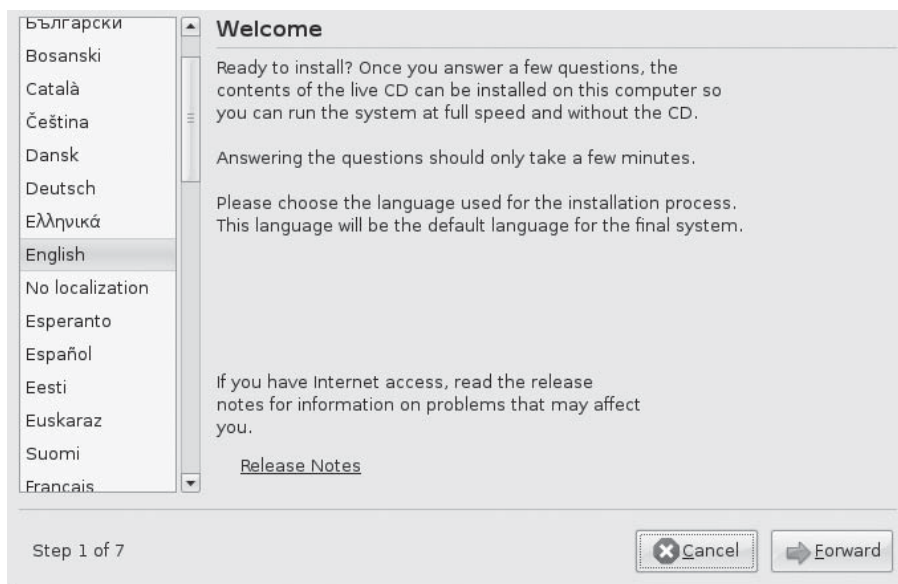 Български
Bosanski
Català
Čeština
Dansk
Deutsch
Ελληνικά
English
No localization
Esperanto
Español
Eesti
Euskaraz
Suomi
Français
Welcome
Ready to install? Once you answer a few questions, the
contents of the live CD can be installed on this computer so
you can run the system at full speed and without the CD.
Answering the questions should only take a few minutes.
Please choose the language used for the installation process.
This language will be the default language for the final system.
If you have Internet access, read the release
notes for information on problems that may affect
you.
Release Notes
Step 1 of 7
Cancel
Forward